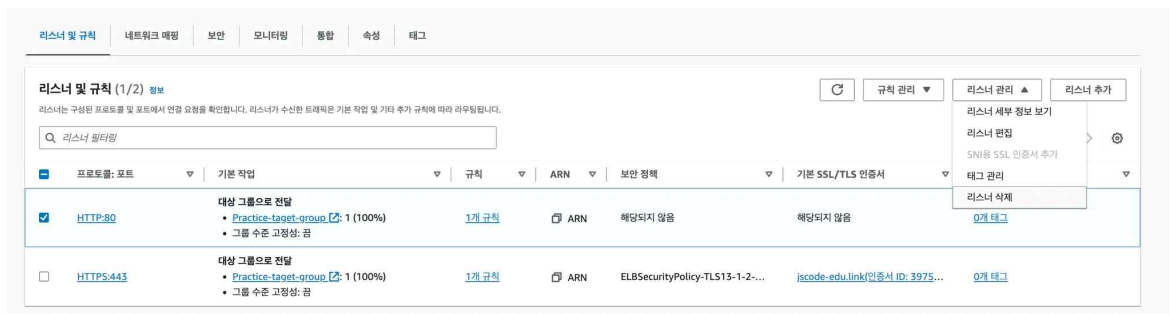 리스너 및 규칙 네트워크 매핑 보안 모니터링 통합 속성 태그
리스너 및 규칙 (1/2) 정보
규칙 관리 ▼ 리스너 관리 ▲ 리스너 추가
리스너는 구성된 프로토콜 및 포트에서 연결 요청을 확인합니다. 리스너가 수신한 트래픽은 기본 작업 및 기타 추가 규칙에 따라 라우팅됩니다.
리스너 필터링
리스너 세부 정보 보기
리스너 편집
SNI용 SSL 인증서 추가
태그 관리
리스너 삭제
프로토콜: 포트 기본 작업 규칙 ARN 보안 정책 기본 SSL/TLS 인증서
대상 그룹으로 전달
HTTP:80 • Practice-taget-group: 1 (100%) 1개 규칙 ARN 해당되지 않음 해당되지 않음 0개 태그
• 그룹 수준 고정성: 끔
대상 그룹으로 전달
HTTPS:443 • Practice-taget-group: 1 (100%) 1개 규칙 ARN ELBSecurityPolicy-TLS13-1-2-... jscode-edu.link(인증서 ID: 3975... 0개 태그
• 그룹 수준 고정성: 끔